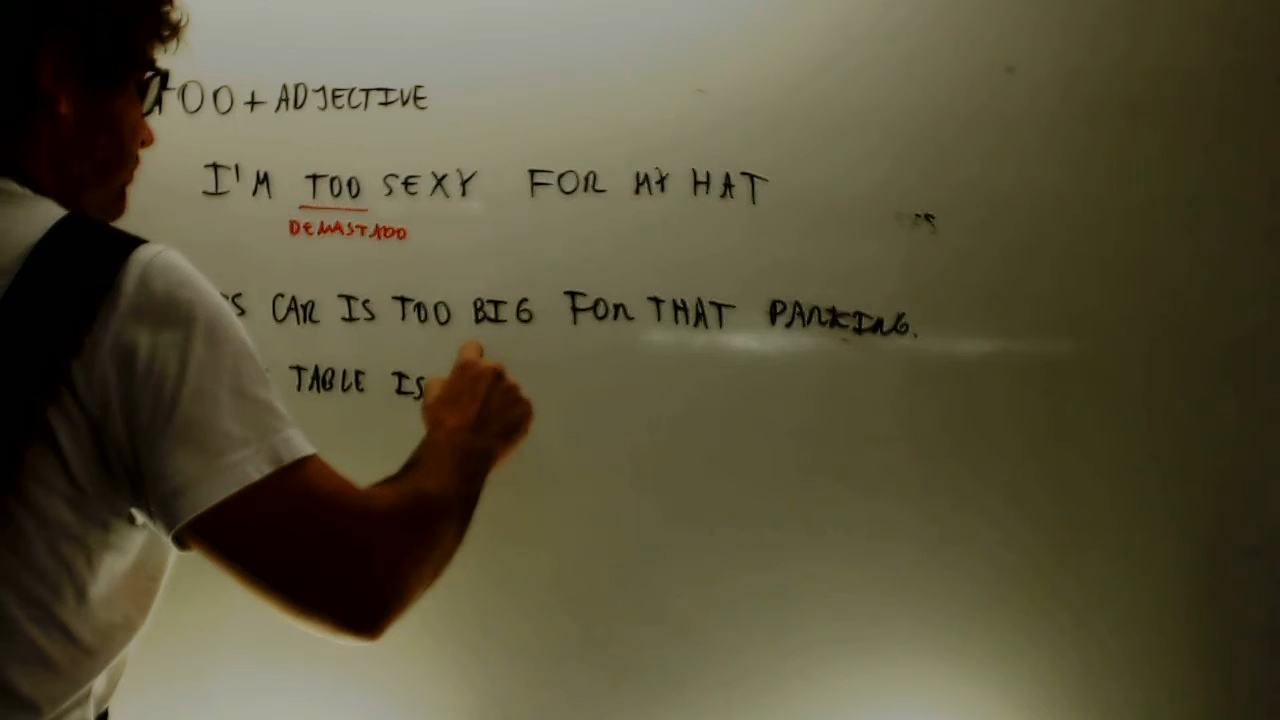 TOO + ADJECTIVE
I'M TOO SEXY FOR MY HAT
DEMASIADO
S CAR IS TOO BIG FOR THAT PARKING.
TABLE IS